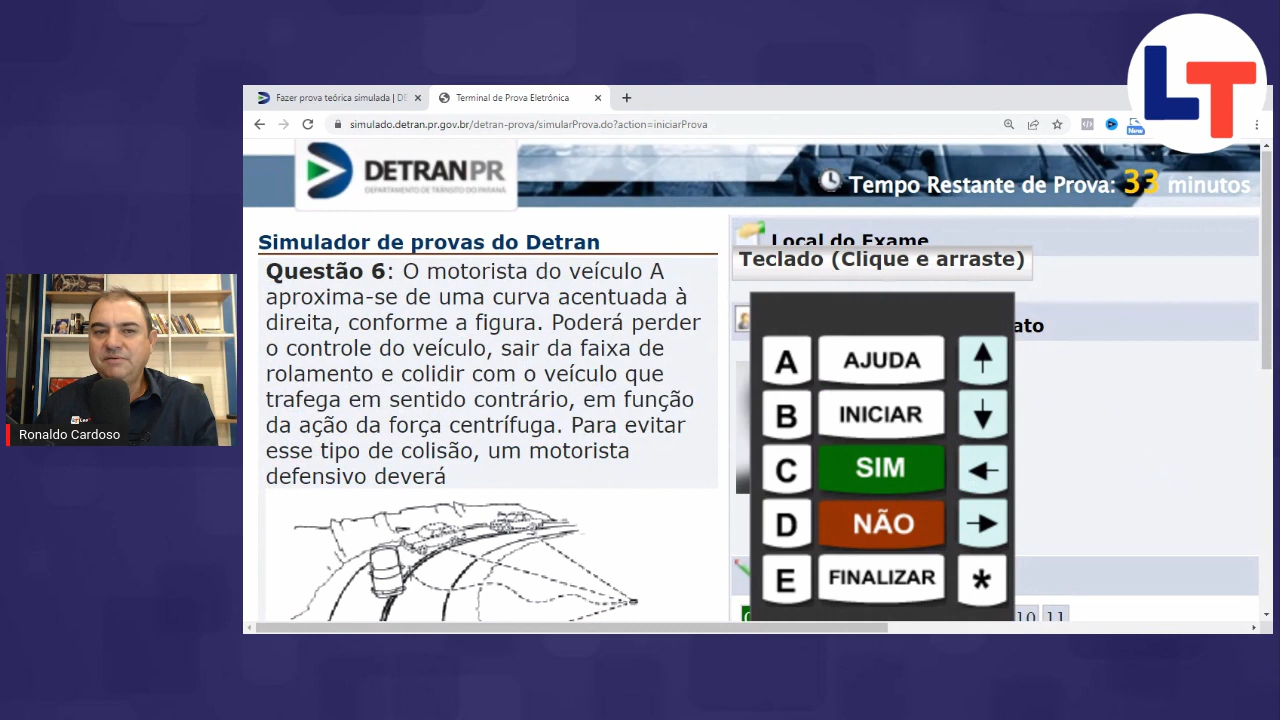 LT
Fazer prova teórica simulada | DE
Terminal de Prova Eletrônica
simulado.detran.pr.gov.br/detran-prova/simularProva.do?action=iniciarProva
New
DETRANPR
DEPARTAMENTO DE TRÂNSITO DO PARANÁ
Tempo Restante de Prova: 33 minutos
Simulador de provas do Detran
Questão 6: O motorista do veículo A
aproxima-se de uma curva acentuada à
direita, conforme a figura. Poderá perder
o controle do veículo, sair da faixa de
rolamento e colidir com o veículo que
trafega em sentido contrário, em função
da ação da força centrífuga. Para evitar
esse tipo de colisão, um motorista
defensivo deverá
Local do Exame
Teclado (Clique e arraste)
ato
A AJUDA
B INICIAR
C SIM
D NÃO
E FINALIZAR *
10 11
Ronaldo Cardoso